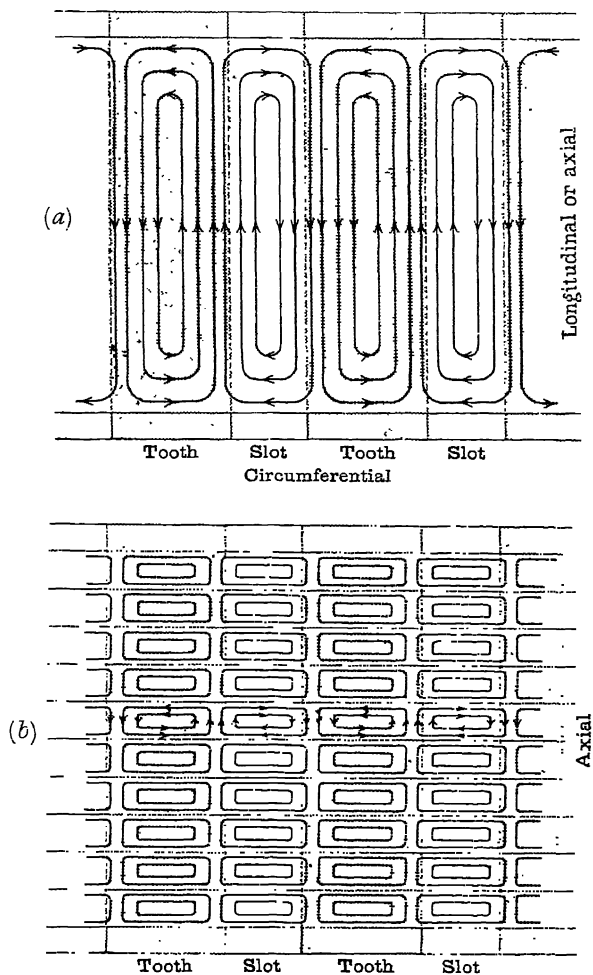 (a)
Longitudinal or axial
Tooth Slot Tooth Slot
Circumferential
(b)
Axial
Tooth Slot Tooth Slot